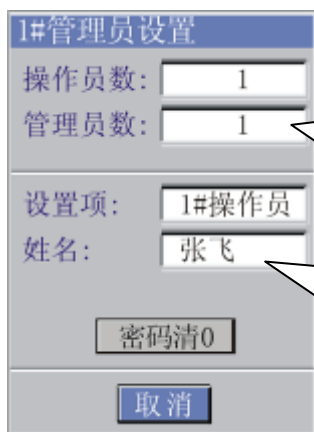 1#管理员设置
操作员数: 1
管理员数: 1
设置项: 1#操作员
姓名: 张飞
密码清0
取消